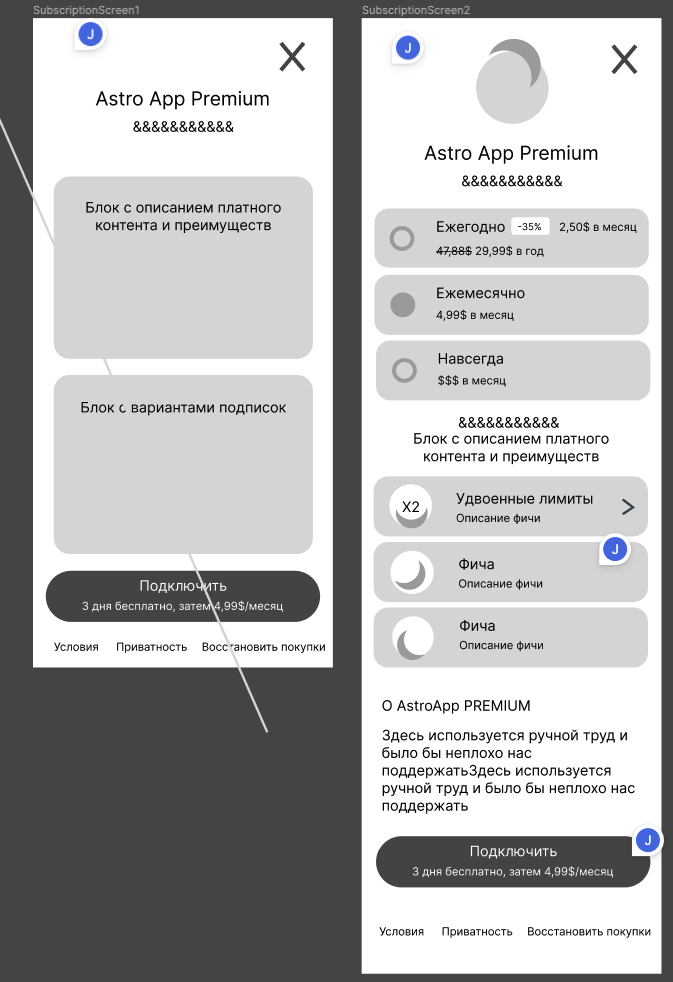 SubscriptionScreen1
J
Astro App Premium
&&&&&&&&&&&
Блок с описанием платного
контента и преимуществ
Блок с вариантами подписок
Подключить
3 дня бесплатно, затем 4,99$/месяц
Условия Приватность Восстановить покупки
SubscriptionScreen2
J
Astro App Premium
&&&&&&&&&&&
Ежегодно -35% 2,50$ в месяц
47,88$ 29,99$ в год
Ежемесячно
4,99$ в месяц
Навсегда
$$$ в месяц
&&&&&&&&&&&
Блок с описанием платного
контента и преимуществ
X2
Удвоенные лимиты
Описание фичи
J
Фича
Описание фичи
Фича
Описание фичи
О AstroApp PREMIUM
Здесь используется ручной труд и
было бы неплохо нас
поддержатьЗдесь используется
ручной труд и было бы неплохо нас
поддержать
J
Подключить
3 дня бесплатно, затем 4,99$/месяц
Условия Приватность Восстановить покупки